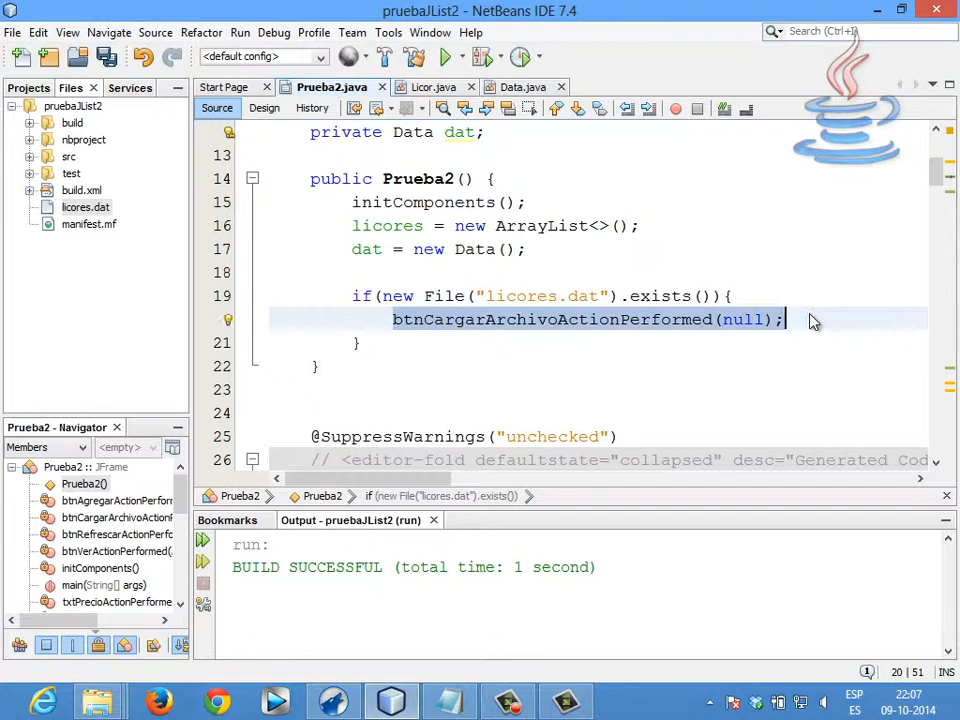 pruebaJList2 - NetBeans IDE 7.4
File Edit View Navigate Source Refactor Run Debug Profile Team Tools Window Help
Search (Ctrl+I)
<default config>
Projects Files Services
Start Page Prueba2.java Licor.java Data.java
Source Design History
pruebaJList2
build
nbproject
src
test
build.xml
licores.dat
manifest.mf
private Data dat;
13
14 public Prueba2() {
15 initComponents();
16 licores = new ArrayList<>();
17 dat = new Data();
18
19 if(new File("licores.dat").exists()){
btnCargarArchivoActionPerformed(null);
21 }
22 }
23
24
25 @SuppressWarnings("unchecked")
26 // <editor-fold defaultstate="collapsed" desc="Generated Cod
Prueba2 Prueba2 if (new File("licores.dat").exists())
Prueba2 - Navigator
Members <empty>
Prueba2 :: JFrame
Prueba2()
btnAgregarActionPerforr
btnCargarArchivoActionP
btnRefrescarActionPerfo
btnVerActionPerformed(
initComponents()
main(String[] args)
txtPrecioActionPerforme
Bookmarks Output - pruebaJList2 (run)
run:
BUILD SUCCESSFUL (total time: 1 second)
20 | 51 INS
ESP
ES
22:07
09-10-2014